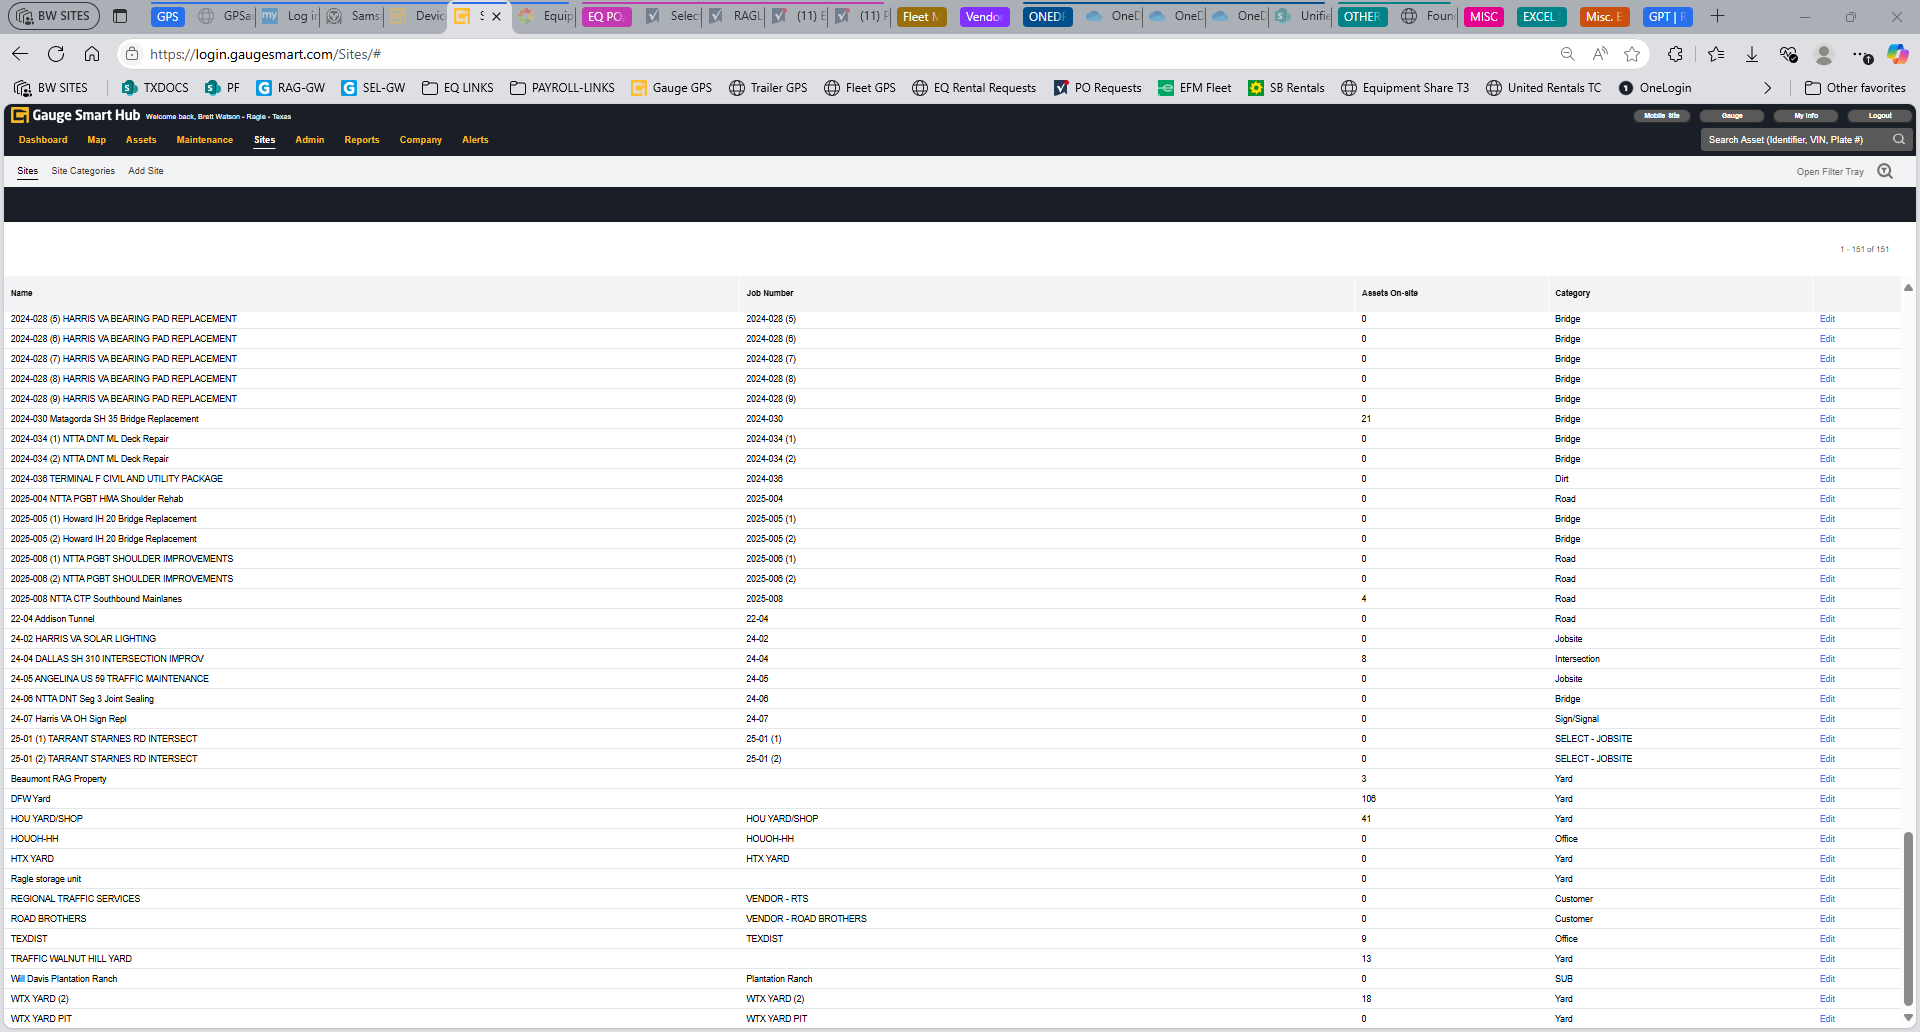 BW SITES GPS GPSa Log in Sams Devic S Equip EQ PO Selec RAGL (11) E (11) F Fleet M Vendor ONEDR OneD OneD OneD Unifie OTHER Foun MISC EXCEL Misc. E GPT | R
https://login.gaugesmart.com/Sites/#
BW SITES TXDOCS PF RAG-GW SEL-GW EQ LINKS PAYROLL-LINKS Gauge GPS Trailer GPS Fleet GPS EQ Rental Requests PO Requests EFM Fleet SB Rentals Equipment Share T3 United Rentals TC OneLogin Other favorites
Gauge Smart Hub Welcome back, Brett Watson - Ragle - Texas Mobile Site Gauge My Info Logout
Dashboard Map Assets Maintenance Sites Admin Reports Company Alerts Search Asset (Identifier, VIN, Plate #)
Sites Site Categories Add Site Open Filter Tray
1 - 151 of 151
Name Job Number Assets On-site Category
2024-028 (5) HARRIS VA BEARING PAD REPLACEMENT 2024-028 (5) 0 Bridge Edit
2024-028 (6) HARRIS VA BEARING PAD REPLACEMENT 2024-028 (6) 0 Bridge Edit
2024-028 (7) HARRIS VA BEARING PAD REPLACEMENT 2024-028 (7) 0 Bridge Edit
2024-028 (8) HARRIS VA BEARING PAD REPLACEMENT 2024-028 (8) 0 Bridge Edit
2024-028 (9) HARRIS VA BEARING PAD REPLACEMENT 2024-028 (9) 0 Bridge Edit
2024-030 Matagorda SH 35 Bridge Replacement 2024-030 21 Bridge Edit
2024-034 (1) NTTA DNT ML Deck Repair 2024-034 (1) 0 Bridge Edit
2024-034 (2) NTTA DNT ML Deck Repair 2024-034 (2) 0 Bridge Edit
2024-036 TERMINAL F CIVIL AND UTILITY PACKAGE 2024-036 0 Dirt Edit
2025-004 NTTA PGBT HMA Shoulder Rehab 2025-004 0 Road Edit
2025-005 (1) Howard IH 20 Bridge Replacement 2025-005 (1) 0 Bridge Edit
2025-005 (2) Howard IH 20 Bridge Replacement 2025-005 (2) 0 Bridge Edit
2025-006 (1) NTTA PGBT SHOULDER IMPROVEMENTS 2025-006 (1) 0 Road Edit
2025-006 (2) NTTA PGBT SHOULDER IMPROVEMENTS 2025-006 (2) 0 Road Edit
2025-008 NTTA CTP Southbound Mainlanes 2025-008 4 Road Edit
22-04 Addison Tunnel 22-04 0 Road Edit
24-02 HARRIS VA SOLAR LIGHTING 24-02 0 Jobsite Edit
24-04 DALLAS SH 310 INTERSECTION IMPROV 24-04 8 Intersection Edit
24-05 ANGELINA US 59 TRAFFIC MAINTENANCE 24-05 0 Jobsite Edit
24-06 NTTA DNT Seg 3 Joint Sealing 24-06 0 Bridge Edit
24-07 Harris VA OH Sign Repl 24-07 0 Sign/Signal Edit
25-01 (1) TARRANT STARNES RD INTERSECT 25-01 (1) 0 SELECT - JOBSITE Edit
25-01 (2) TARRANT STARNES RD INTERSECT 25-01 (2) 0 SELECT - JOBSITE Edit
Beaumont RAG Property 3 Yard Edit
DFW Yard 106 Yard Edit
HOU YARD/SHOP HOU YARD/SHOP 41 Yard Edit
HOUOH-HH HOUOH-HH 0 Office Edit
HTX YARD HTX YARD 0 Yard Edit
Ragle storage unit 0 Yard Edit
REGIONAL TRAFFIC SERVICES VENDOR - RTS 0 Customer Edit
ROAD BROTHERS VENDOR - ROAD BROTHERS 0 Customer Edit
TEXDIST TEXDIST 9 Office Edit
TRAFFIC WALNUT HILL YARD 13 Yard Edit
Will Davis Plantation Ranch Plantation Ranch 0 SUB Edit
WTX YARD (2) WTX YARD (2) 18 Yard Edit
WTX YARD PIT WTX YARD PIT 0 Yard Edit